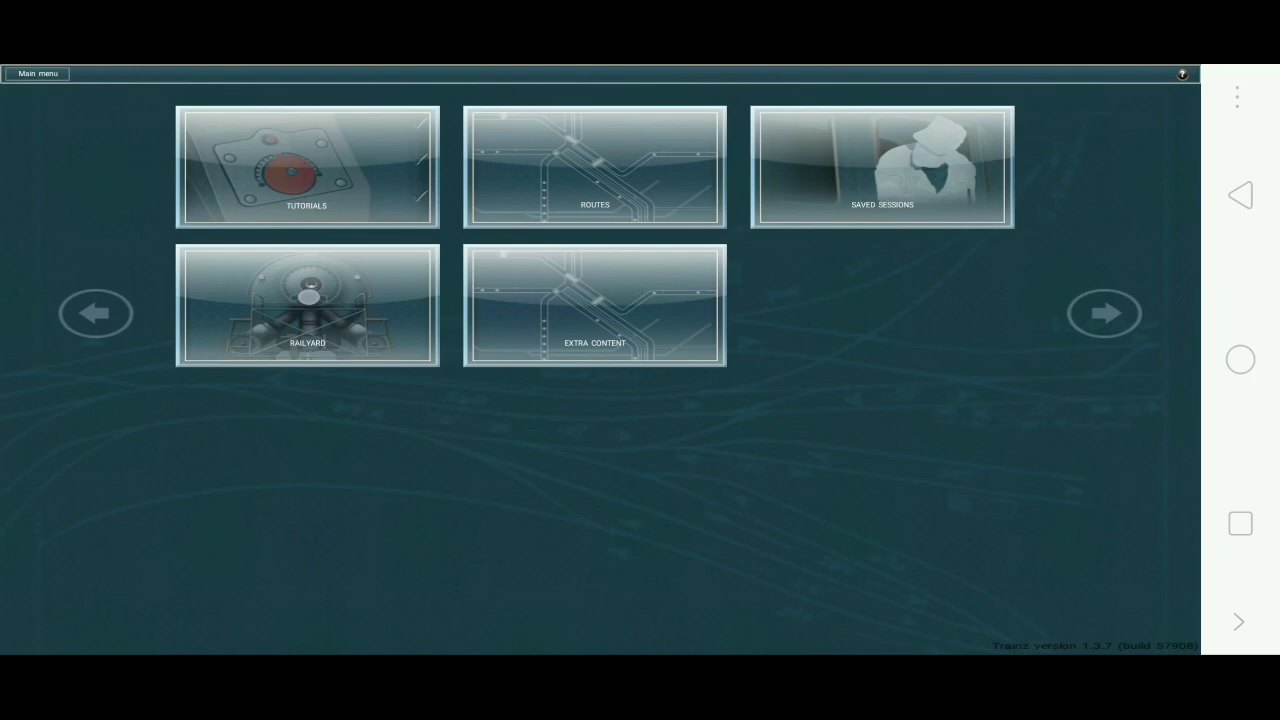 Main menu
?
TUTORIALS
ROUTES
SAVED SESSIONS
RAILYARD
EXTRA CONTENT
Trainz version 1.3.7 (build 57908)